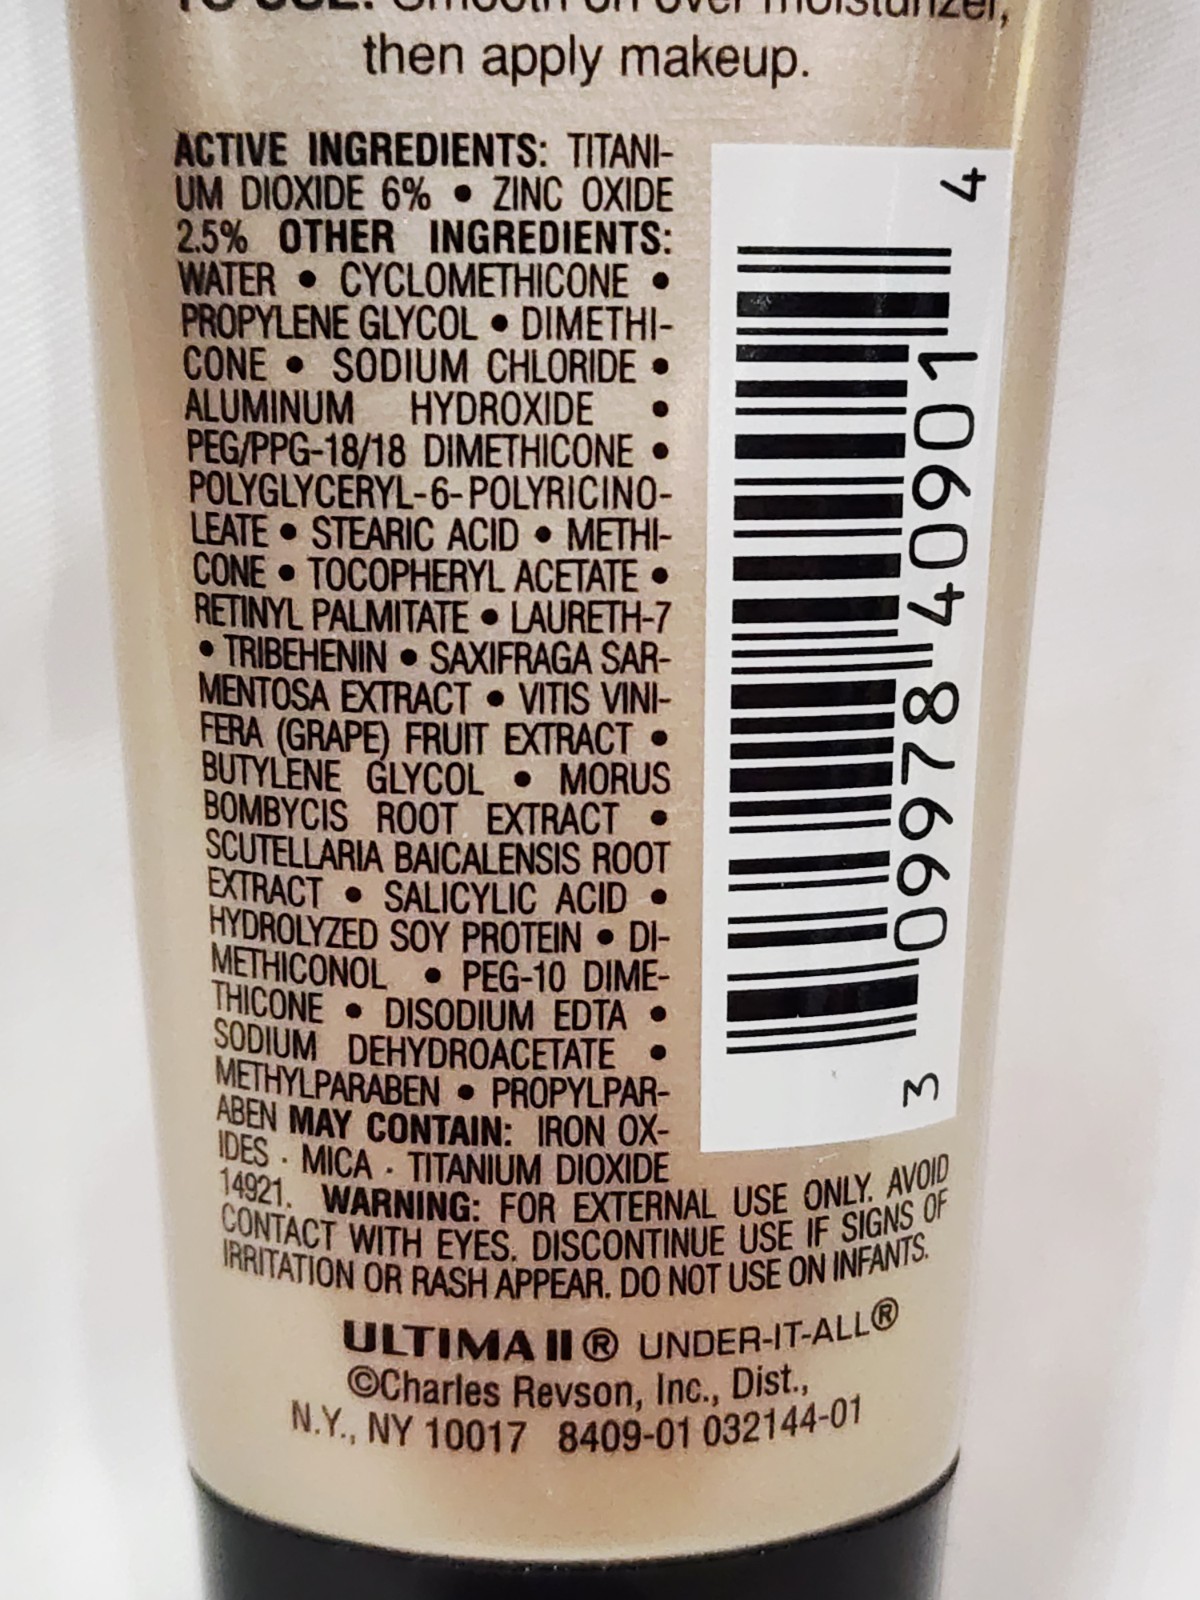 TO USE: Smooth on over moisturizer,
then apply makeup.
ACTIVE INGREDIENTS: TITANI-
UM DIOXIDE 6% • ZINC OXIDE
2.5% OTHER INGREDIENTS:
WATER • CYCLOMETHICONE •
PROPYLENE GLYCOL • DIMETHI-
CONE • SODIUM CHLORIDE •
ALUMINUM HYDROXIDE •
PEG/PPG-18/18 DIMETHICONE •
POLYGLYCERYL-6-POLYRICINO-
LEATE • STEARIC ACID • METHI-
CONE • TOCOPHERYL ACETATE •
RETINYL PALMITATE • LAURETH-7
• TRIBEHENIN • SAXIFRAGA SAR-
MENTOSA EXTRACT • VITIS VINI-
FERA (GRAPE) FRUIT EXTRACT •
BUTYLENE GLYCOL • MORUS
BOMBYCIS ROOT EXTRACT •
SCUTELLARIA BAICALENSIS ROOT
EXTRACT • SALICYLIC ACID •
HYDROLYZED SOY PROTEIN • DI-
METHICONOL • PEG-10 DIME-
THICONE • DISODIUM EDTA •
SODIUM DEHYDROACETATE •
METHYLPARABEN • PROPYLPAR-
ABEN MAY CONTAIN: IRON OX-
IDES · MICA · TITANIUM DIOXIDE
14921. WARNING: FOR EXTERNAL USE ONLY. AVOID
CONTACT WITH EYES. DISCONTINUE USE IF SIGNS OF
IRRITATION OR RASH APPEAR. DO NOT USE ON INFANTS.
3 09978 40901 4
ULTIMA II® UNDER-IT-ALL®
©Charles Revson, Inc., Dist.,
N.Y., NY 10017 8409-01 032144-01